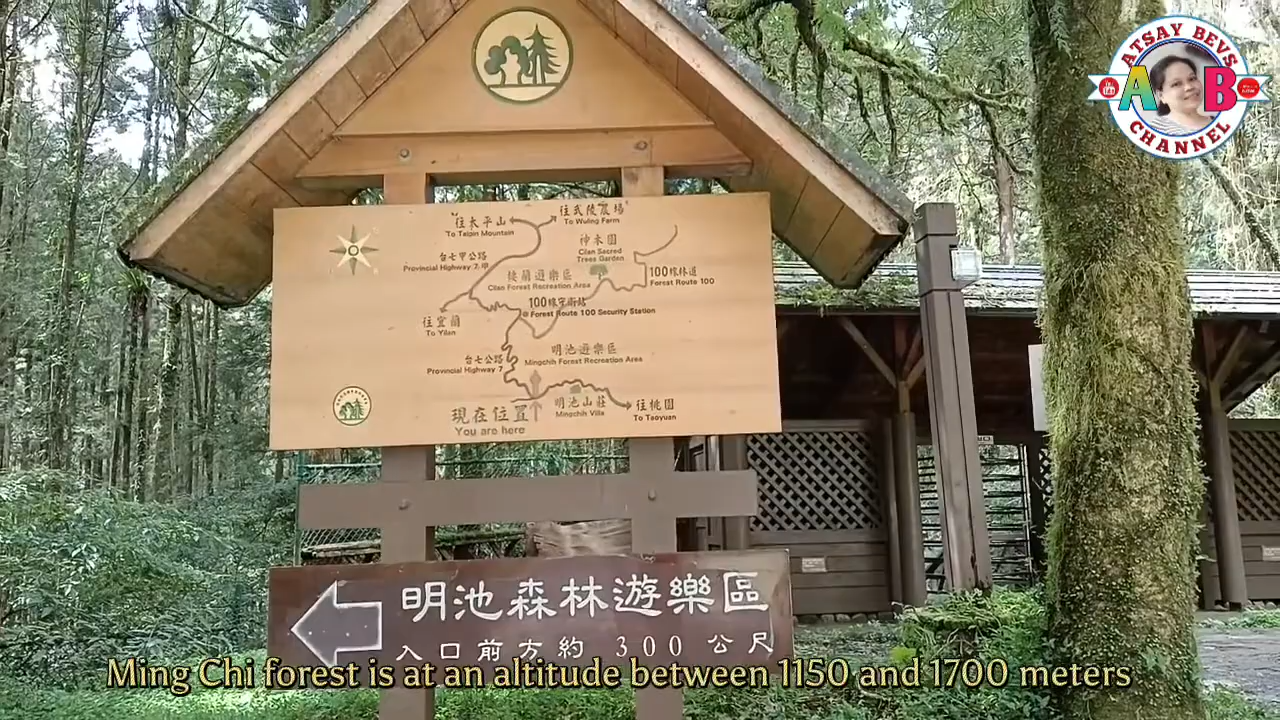 ATSAY BEVS
A B
CHANNEL
往太平山
To Taipin Mountain
往武陵農場
To Wuling Farm
神木園
Cilan Sacred
Trees Garden
台七甲公路
Provincial Highway 7 甲
棲蘭遊樂區
Cilan Forest Recreation Area
100線林道
Forest Route 100
100線守衛站
Forest Route 100 Security Station
往宜蘭
To Yilan
明池遊樂區
Mingchih Forest Recreation Area
台七公路
Provincial Highway 7
明池山莊
Mingchih Villa
往桃園
To Taoyuan
現在位置
You are here
明池森林遊樂區
入口前方約 300 公尺
Ming Chi forest is at an altitude between 1150 and 1700 meters